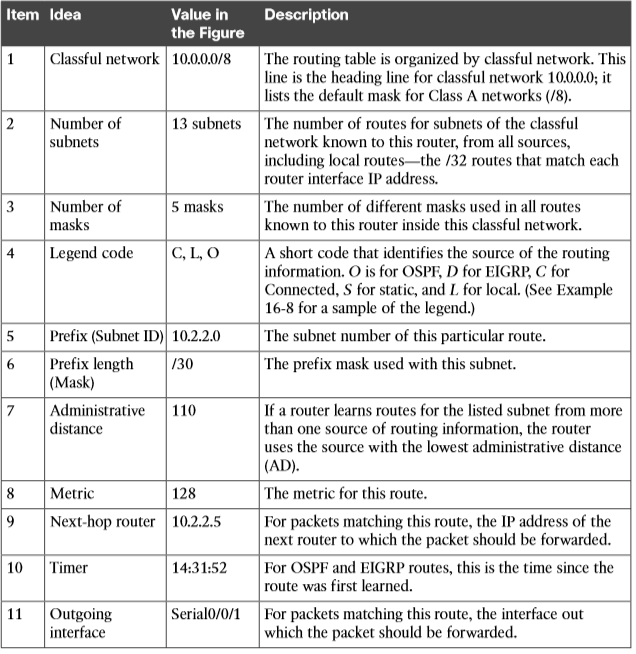 Item Idea Value in the Figure Description
1 Classful network 10.0.0.0/8 The routing table is organized by classful network. This
line is the heading line for classful network 10.0.0.0; it
lists the default mask for Class A networks (/8).
2 Number of subnets 13 subnets The number of routes for subnets of the classful
network known to this router, from all sources,
including local routes—the /32 routes that match each
router interface IP address.
3 Number of masks 5 masks The number of different masks used in all routes
known to this router inside this classful network.
4 Legend code C, L, O A short code that identifies the source of the routing
information. O is for OSPF, D for EIGRP, C for
Connected, S for static, and L for local. (See Example
16-8 for a sample of the legend.)
5 Prefix (Subnet ID) 10.2.2.0 The subnet number of this particular route.
6 Prefix length (Mask) /30 The prefix mask used with this subnet.
7 Administrative distance 110 If a router learns routes for the listed subnet from more
than one source of routing information, the router
uses the source with the lowest administrative distance
(AD).
8 Metric 128 The metric for this route.
9 Next-hop router 10.2.2.5 For packets matching this route, the IP address of the
next router to which the packet should be forwarded.
10 Timer 14:31:52 For OSPF and EIGRP routes, this is the time since the
route was first learned.
11 Outgoing interface Serial0/0/1 For packets matching this route, the interface out
which the packet should be forwarded.